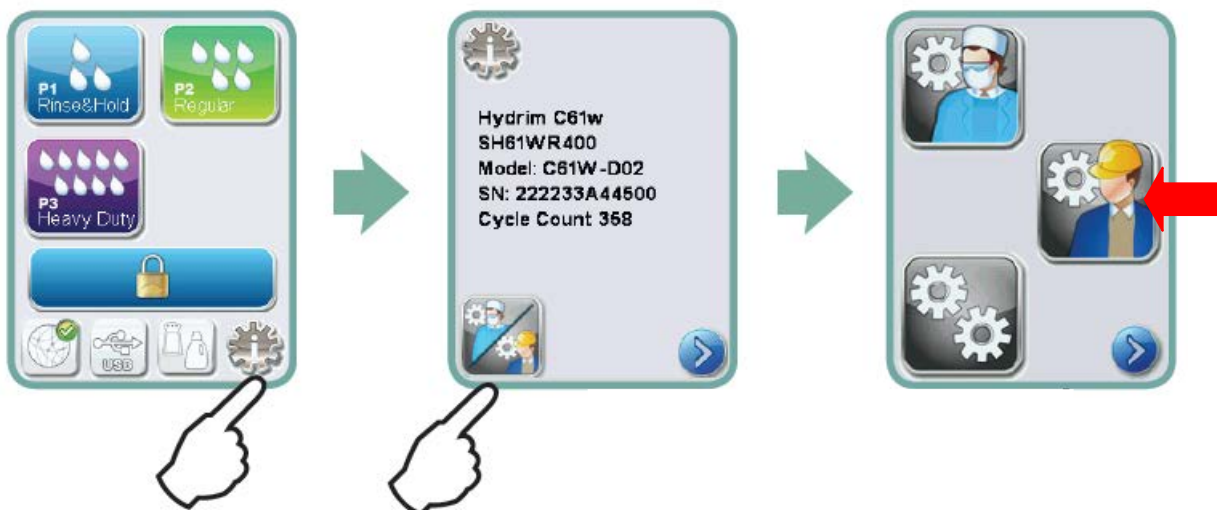 P1
Rinse&Hold
P2
Regular
P3
Heavy Duty
USB
i
Hydrim C61w
SH61WR400
Model: C61W-D02
SN: 222233A44500
Cycle Count 358